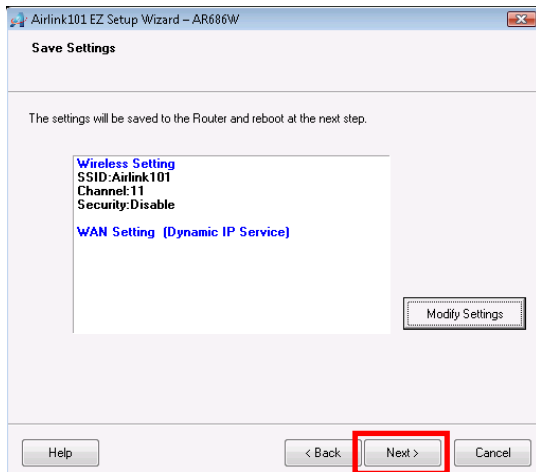 Airlink101 EZ Setup Wizard – AR686W
Save Settings
The settings will be saved to the Router and reboot at the next step.
Wireless Setting
SSID:Airlink101
Channel:11
Security:Disable
WAN Setting (Dynamic IP Service)
Modify Settings
Help
< Back
Next >
Cancel